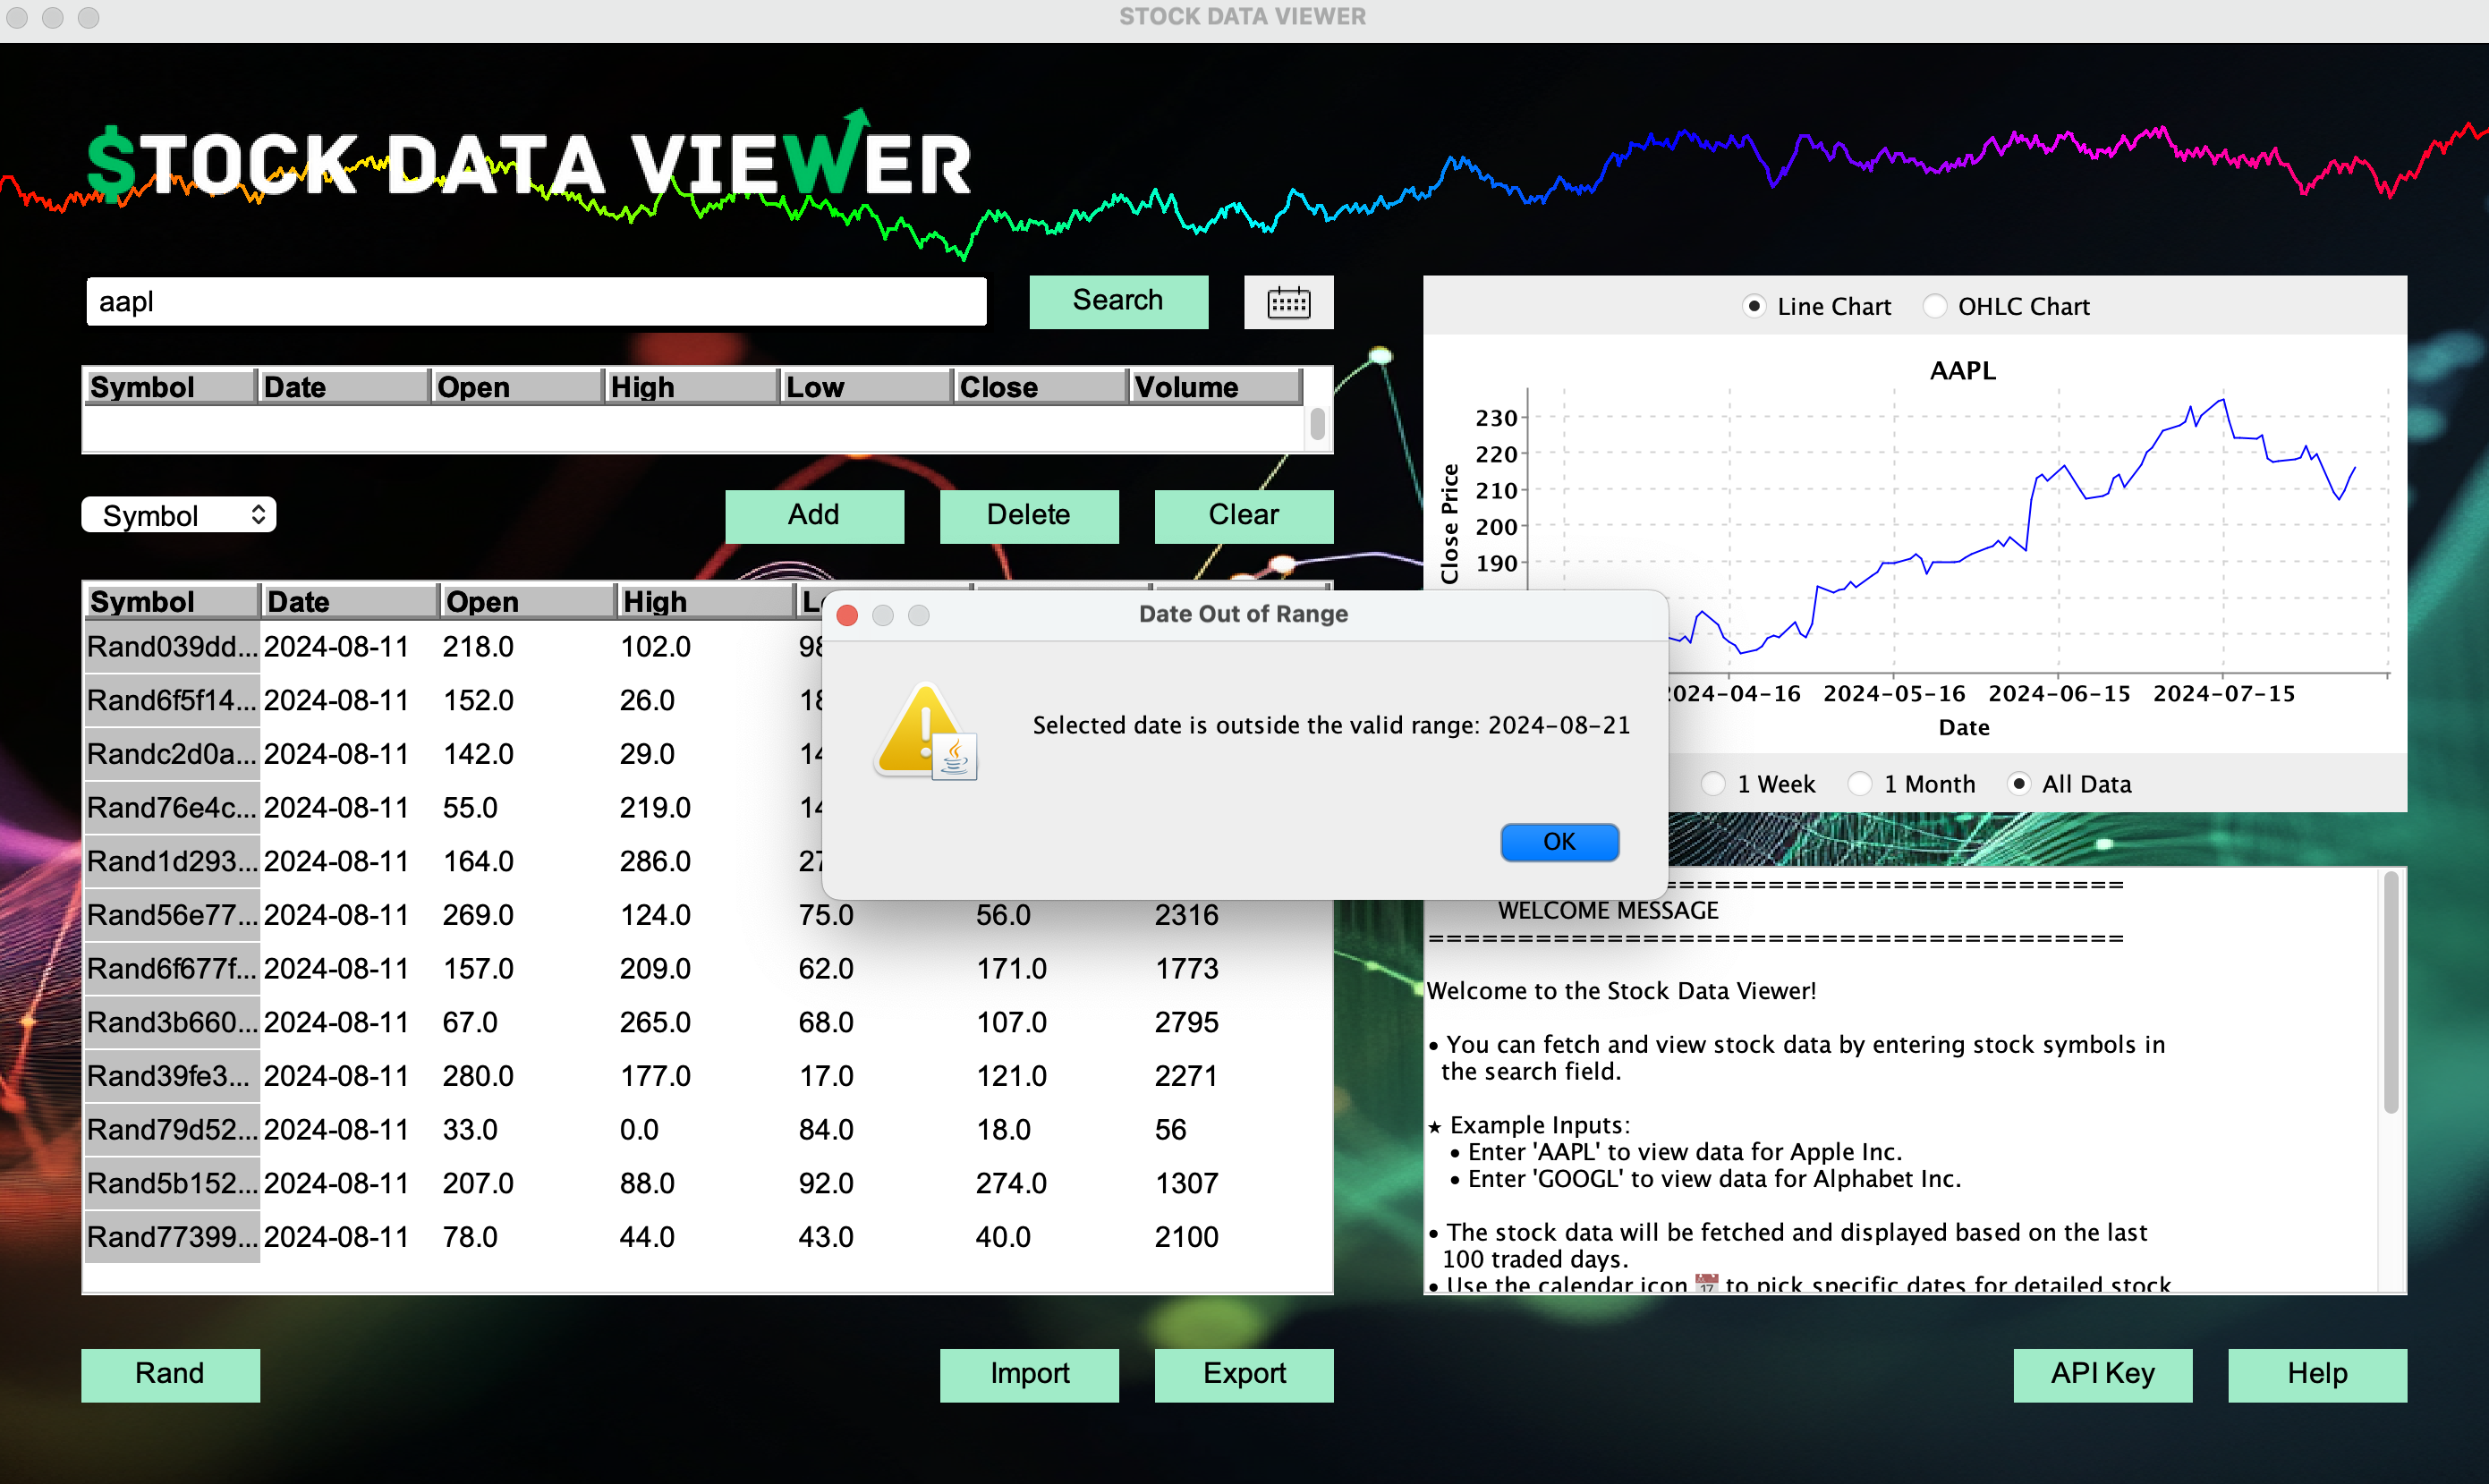 STOCK DATA VIEWER
$TOCK DATA VIEWER
aapl
Search
Symbol Date Open High Low Close Volume
Symbol
Add Delete Clear
Symbol Date Open High
Rand039dd... 2024-08-11 218.0 102.0
Rand6f5f14... 2024-08-11 152.0 26.0
Randc2d0a... 2024-08-11 142.0 29.0
Rand76e4c... 2024-08-11 55.0 219.0
Rand1d293... 2024-08-11 164.0 286.0
Rand56e77... 2024-08-11 269.0 124.0 75.0 56.0 2316
Rand6f677f... 2024-08-11 157.0 209.0 62.0 171.0 1773
Rand3b660... 2024-08-11 67.0 265.0 68.0 107.0 2795
Rand39fe3... 2024-08-11 280.0 177.0 17.0 121.0 2271
Rand79d52... 2024-08-11 33.0 0.0 84.0 18.0 56
Rand5b152... 2024-08-11 207.0 88.0 92.0 274.0 1307
Rand77399... 2024-08-11 78.0 44.0 43.0 40.0 2100
Date Out of Range
Selected date is outside the valid range: 2024-08-21
OK
Line Chart OHLC Chart
AAPL
Close Price
230
220
210
200
190
2024-04-16 2024-05-16 2024-06-15 2024-07-15
Date
1 Week 1 Month All Data
==================================
WELCOME MESSAGE
=======================================
Welcome to the Stock Data Viewer!
• You can fetch and view stock data by entering stock symbols in
the search field.
★ Example Inputs:
• Enter 'AAPL' to view data for Apple Inc.
• Enter 'GOOGL' to view data for Alphabet Inc.
• The stock data will be fetched and displayed based on the last
100 traded days.
• Use the calendar icon 📅 to pick specific dates for detailed stock
Rand Import Export API Key Help